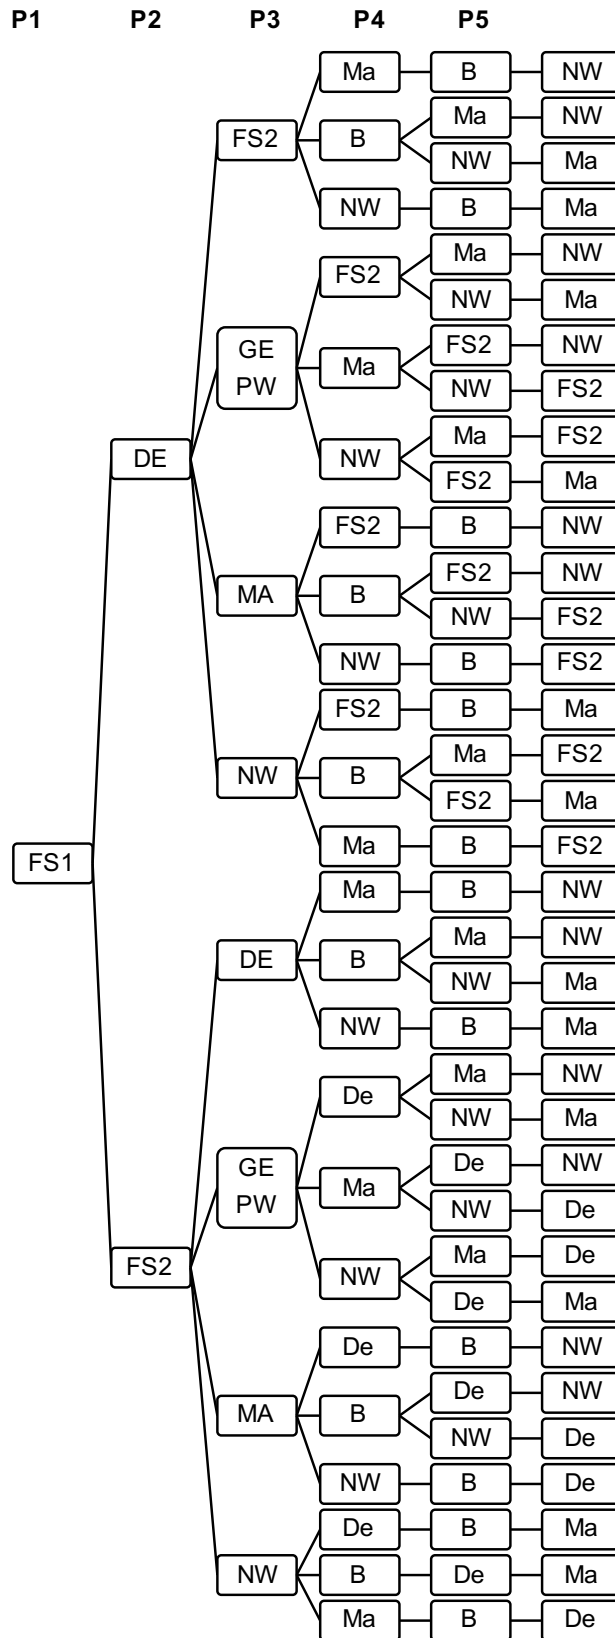 P1 P2 P3 P4 P5
Ma B NW
Ma NW
FS2 B
NW Ma
NW B Ma
Ma NW
FS2
NW Ma
GE
FS2 NW
PW Ma
NW FS2
Ma FS2
DE NW
FS2 Ma
FS2 B NW
FS2 NW
MA B
NW FS2
NW B FS2
FS2 B Ma
Ma FS2
NW B
FS2 Ma
Ma B FS2
FS1
Ma B NW
Ma NW
DE B
NW Ma
NW B Ma
Ma NW
De
NW Ma
GE
De NW
PW Ma
NW De
Ma De
FS2 NW
De Ma
De B NW
De NW
MA B
NW De
NW B De
De B Ma
NW B De Ma
Ma B De